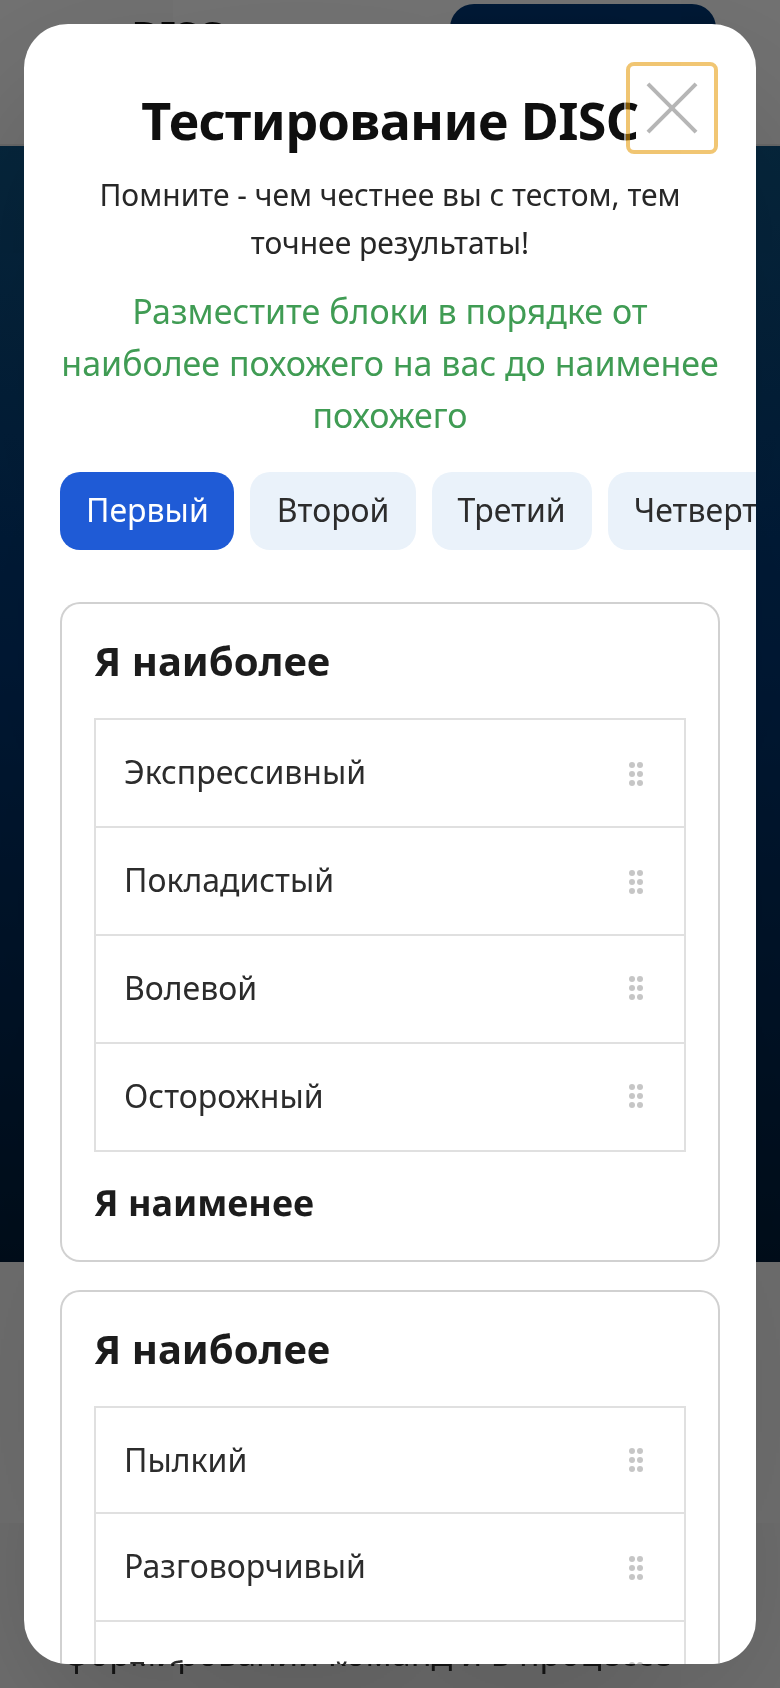 Тестирование DISC
Помните - чем честнее вы с тестом, тем
точнее результаты!
Разместите блоки в порядке от
наиболее похожего на вас до наименее
похожего
Первый
Второй
Третий
Четверт
Я наиболее
Экспрессивный
Покладистый
Волевой
Осторожный
Я наименее
Я наиболее
Пылкий
Разговорчивый